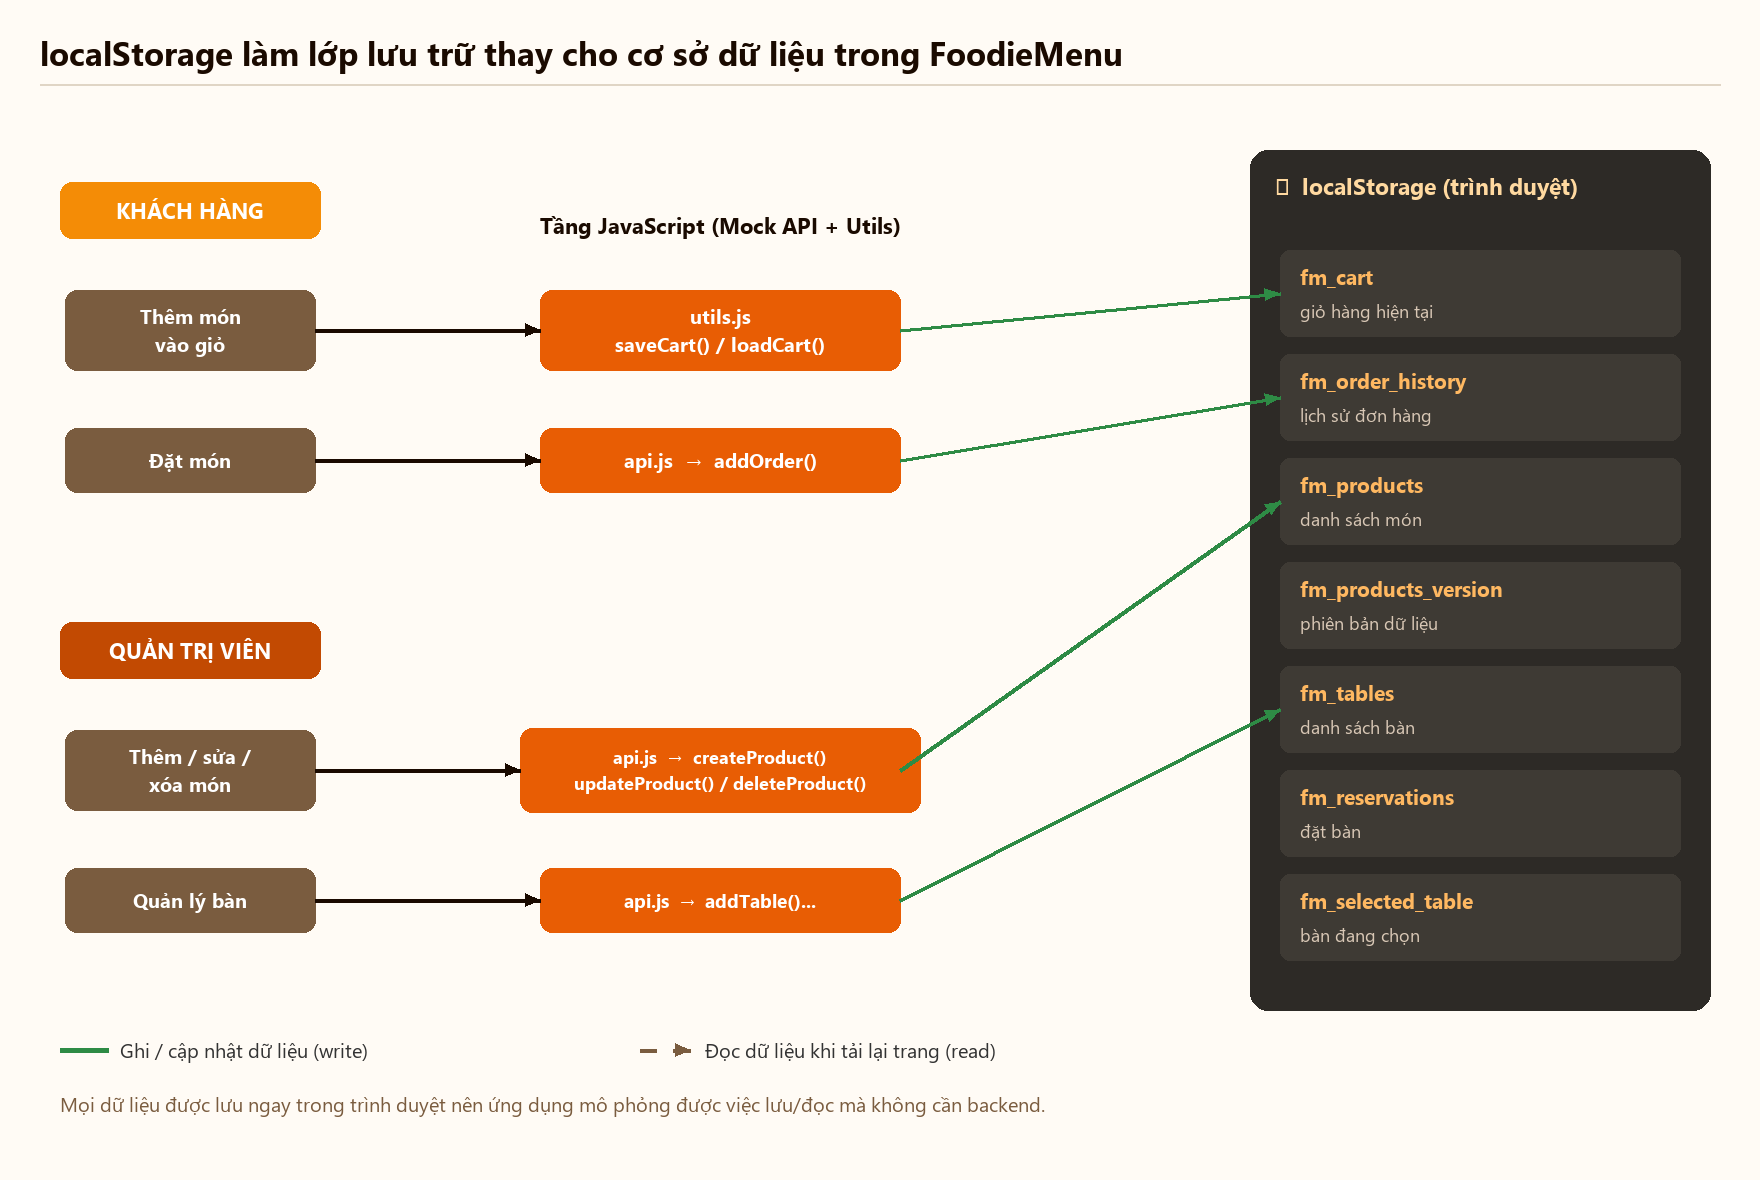 localStorage làm lớp lưu trữ thay cho cơ sở dữ liệu trong FoodieMenu
KHÁCH HÀNG
Tầng JavaScript (Mock API + Utils)
Thêm món
vào giỏ
utils.js
saveCart() / loadCart()
Đặt món
api.js → addOrder()
QUẢN TRỊ VIÊN
Thêm / sửa /
xóa món
api.js → createProduct()
updateProduct() / deleteProduct()
Quản lý bàn
api.js → addTable()...
localStorage (trình duyệt)
fm_cart
giỏ hàng hiện tại
fm_order_history
lịch sử đơn hàng
fm_products
danh sách món
fm_products_version
phiên bản dữ liệu
fm_tables
danh sách bàn
fm_reservations
đặt bàn
fm_selected_table
bàn đang chọn
Ghi / cập nhật dữ liệu (write)
Đọc dữ liệu khi tải lại trang (read)
Mọi dữ liệu được lưu ngay trong trình duyệt nên ứng dụng mô phỏng được việc lưu/đọc mà không cần backend.